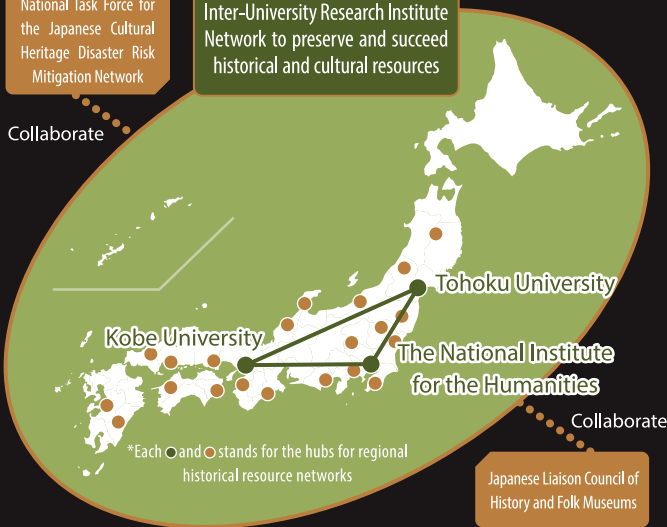 National Task Force for
the Japanese Cultural
Heritage Disaster Risk
Mitigation Network
Inter-University Research Institute
Network to preserve and succeed
historical and cultural resources
Collaborate
Tohoku University
Kobe University
The National Institute
for the Humanities
Collaborate
*Each and stands for the hubs for regional
historical resource networks
Japanese Liaison Council of
History and Folk Museums